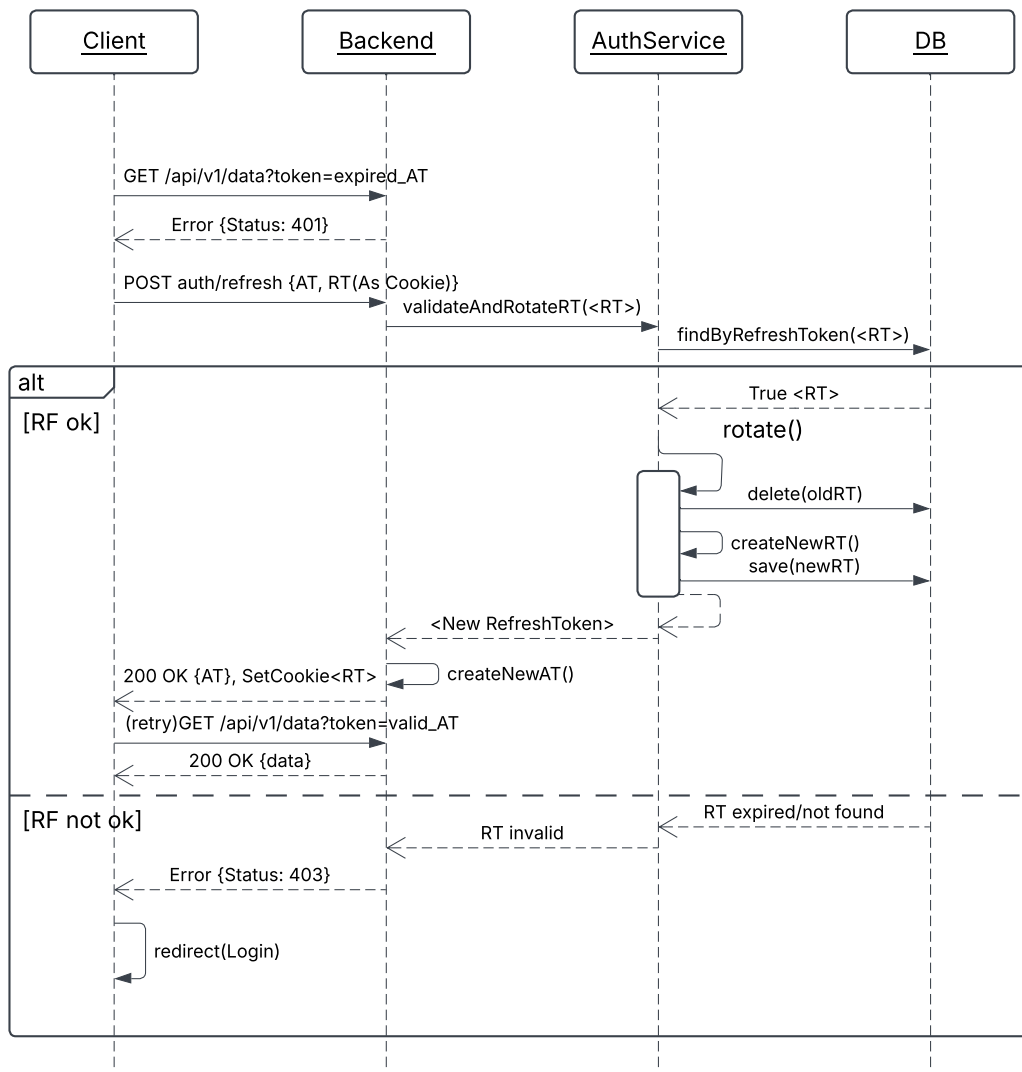 Client
Backend
AuthService
DB
GET /api/v1/data?token=expired_AT
Error {Status: 401}
POST auth/refresh {AT, RT(As Cookie)}
validateAndRotateRT(<RT>)
findByRefreshToken(<RT>)
alt
[RF ok]
True <RT>
rotate()
delete(oldRT)
createNewRT()
save(newRT)
<New RefreshToken>
createNewAT()
200 OK {AT}, SetCookie<RT>
(retry)GET /api/v1/data?token=valid_AT
200 OK {data}
[RF not ok]
RT expired/not found
RT invalid
Error {Status: 403}
redirect(Login)